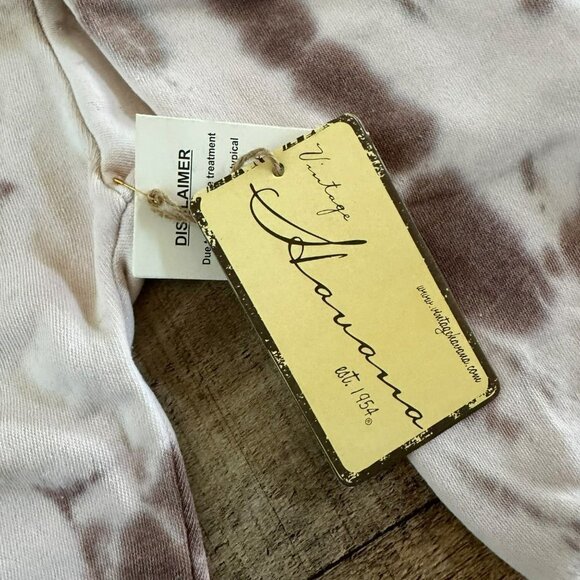 Vintage
Havana
est. 1954®
www.vintagehavana.com
DISCLAIMER
Due
treatment
typical